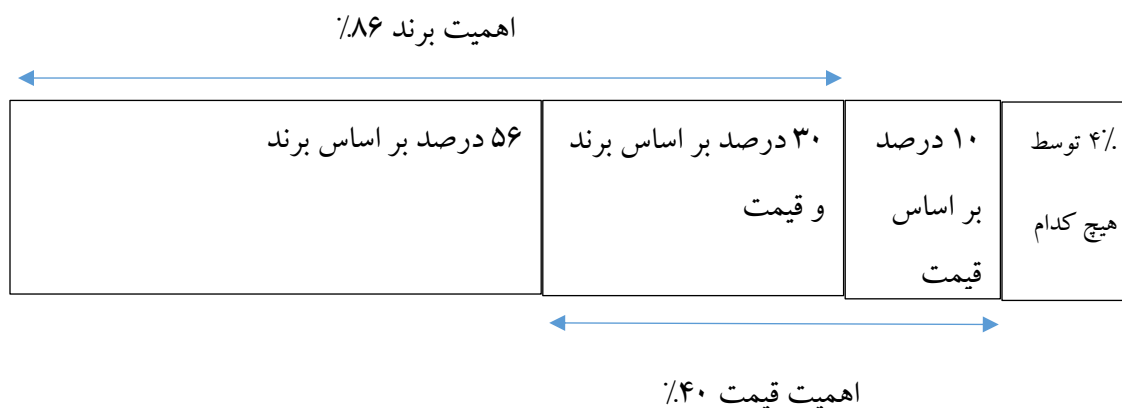 اهمیت برند ۸۶٪
۴٪ توسط
هیچ کدام
۱۰ درصد
بر اساس
قیمت
۳۰ درصد بر اساس برند
و قیمت
۵۶ درصد بر اساس برند
اهمیت قیمت ۴۰٪